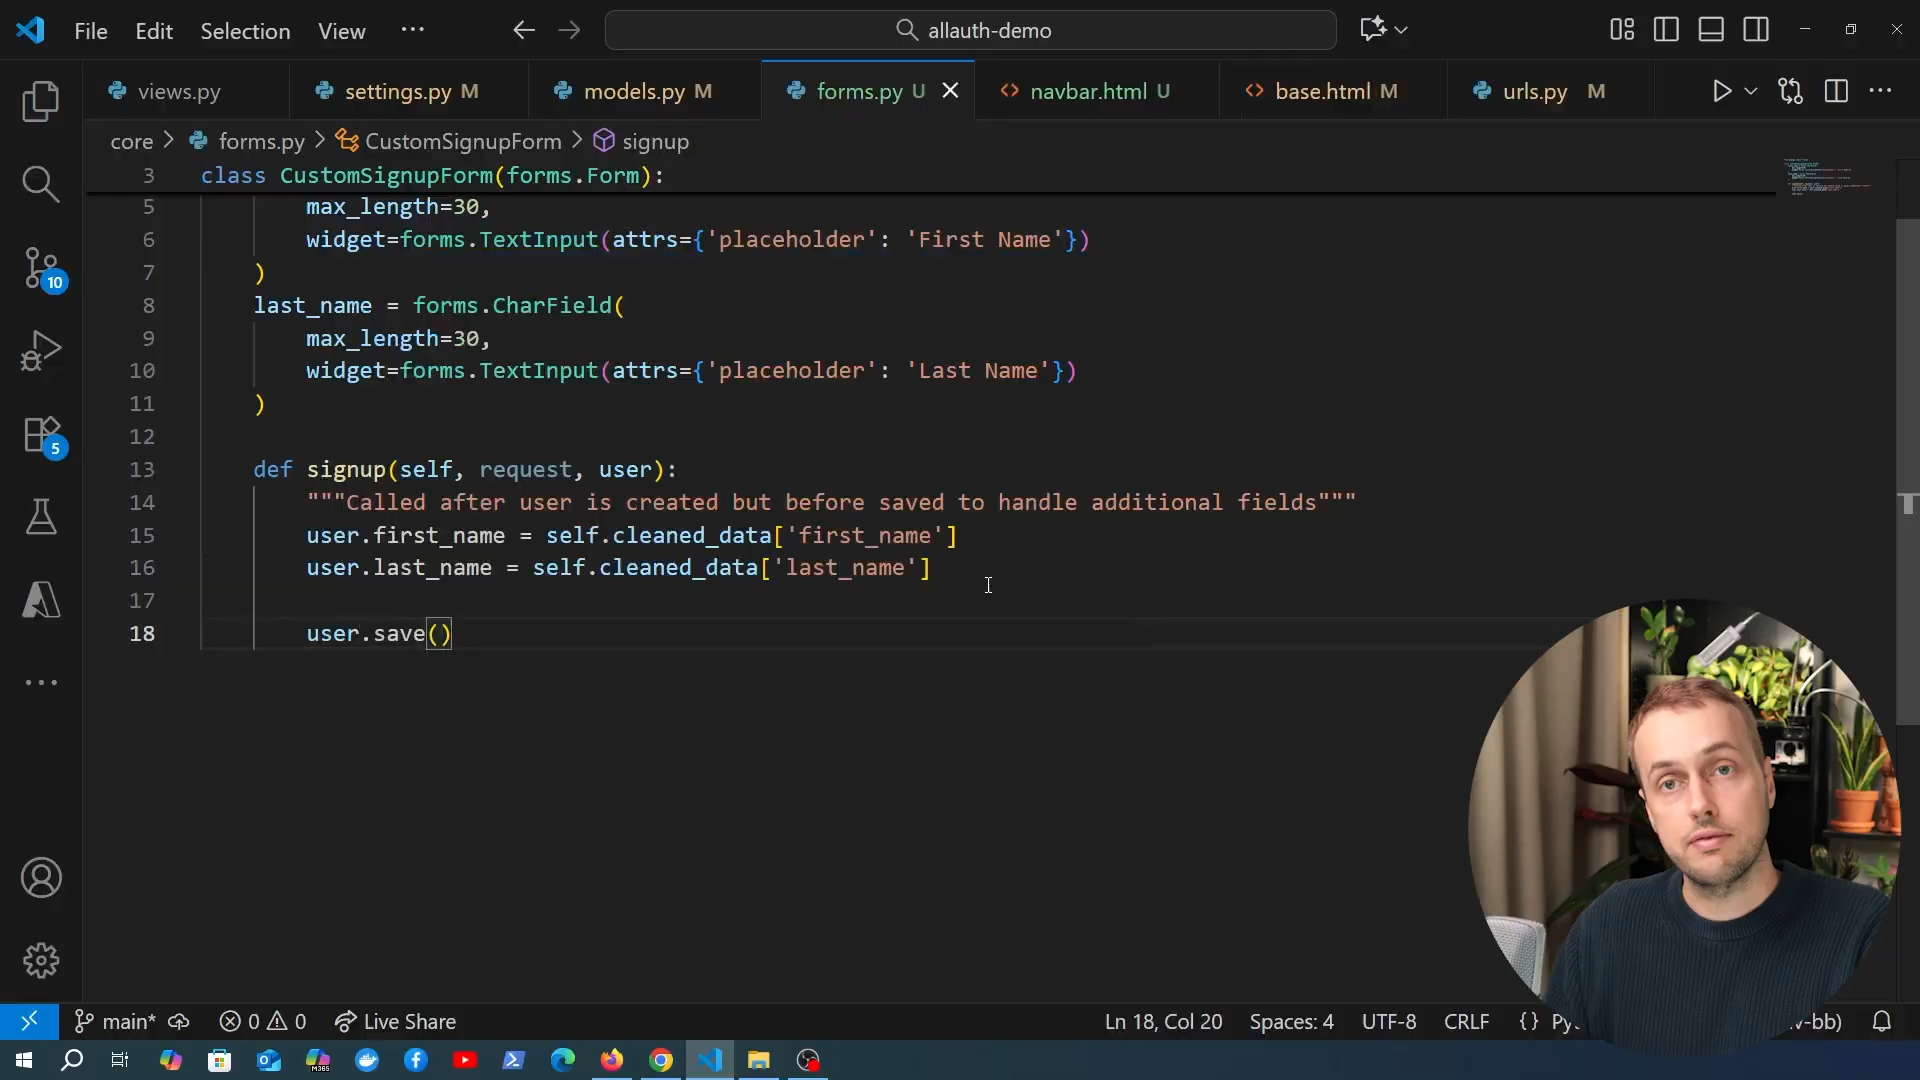 File Edit Selection View ··· allauth-demo
views.py settings.py M models.py M forms.py U navbar.html U base.html M urls.py M
core > forms.py > CustomSignupForm > signup
3 class CustomSignupForm(forms.Form):
5 max_length=30,
6 widget=forms.TextInput(attrs={'placeholder': 'First Name'})
7 )
8 last_name = forms.CharField(
9 max_length=30,
10 widget=forms.TextInput(attrs={'placeholder': 'Last Name'})
11 )
12
13 def signup(self, request, user):
14 """Called after user is created but before saved to handle additional fields"""
15 user.first_name = self.cleaned_data['first_name']
16 user.last_name = self.cleaned_data['last_name']
17
18 user.save()
10
5
main* 0 0 Live Share Ln 18, Col 20 Spaces: 4 UTF-8 CRLF {}